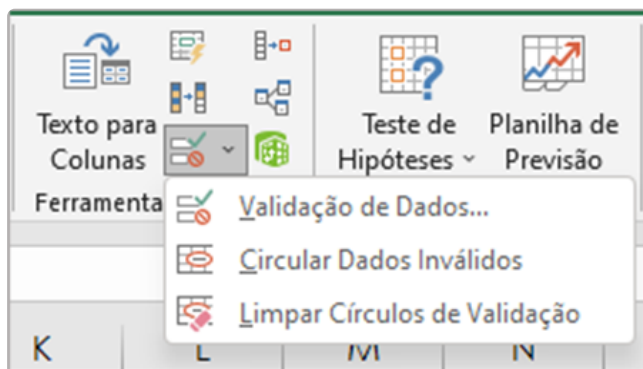 Texto para
Colunas
Teste de
Hipóteses
Planilha de
Previsão
Ferramenta
Validação de Dados...
Circular Dados Inválidos
Limpar Círculos de Validação
K L M N